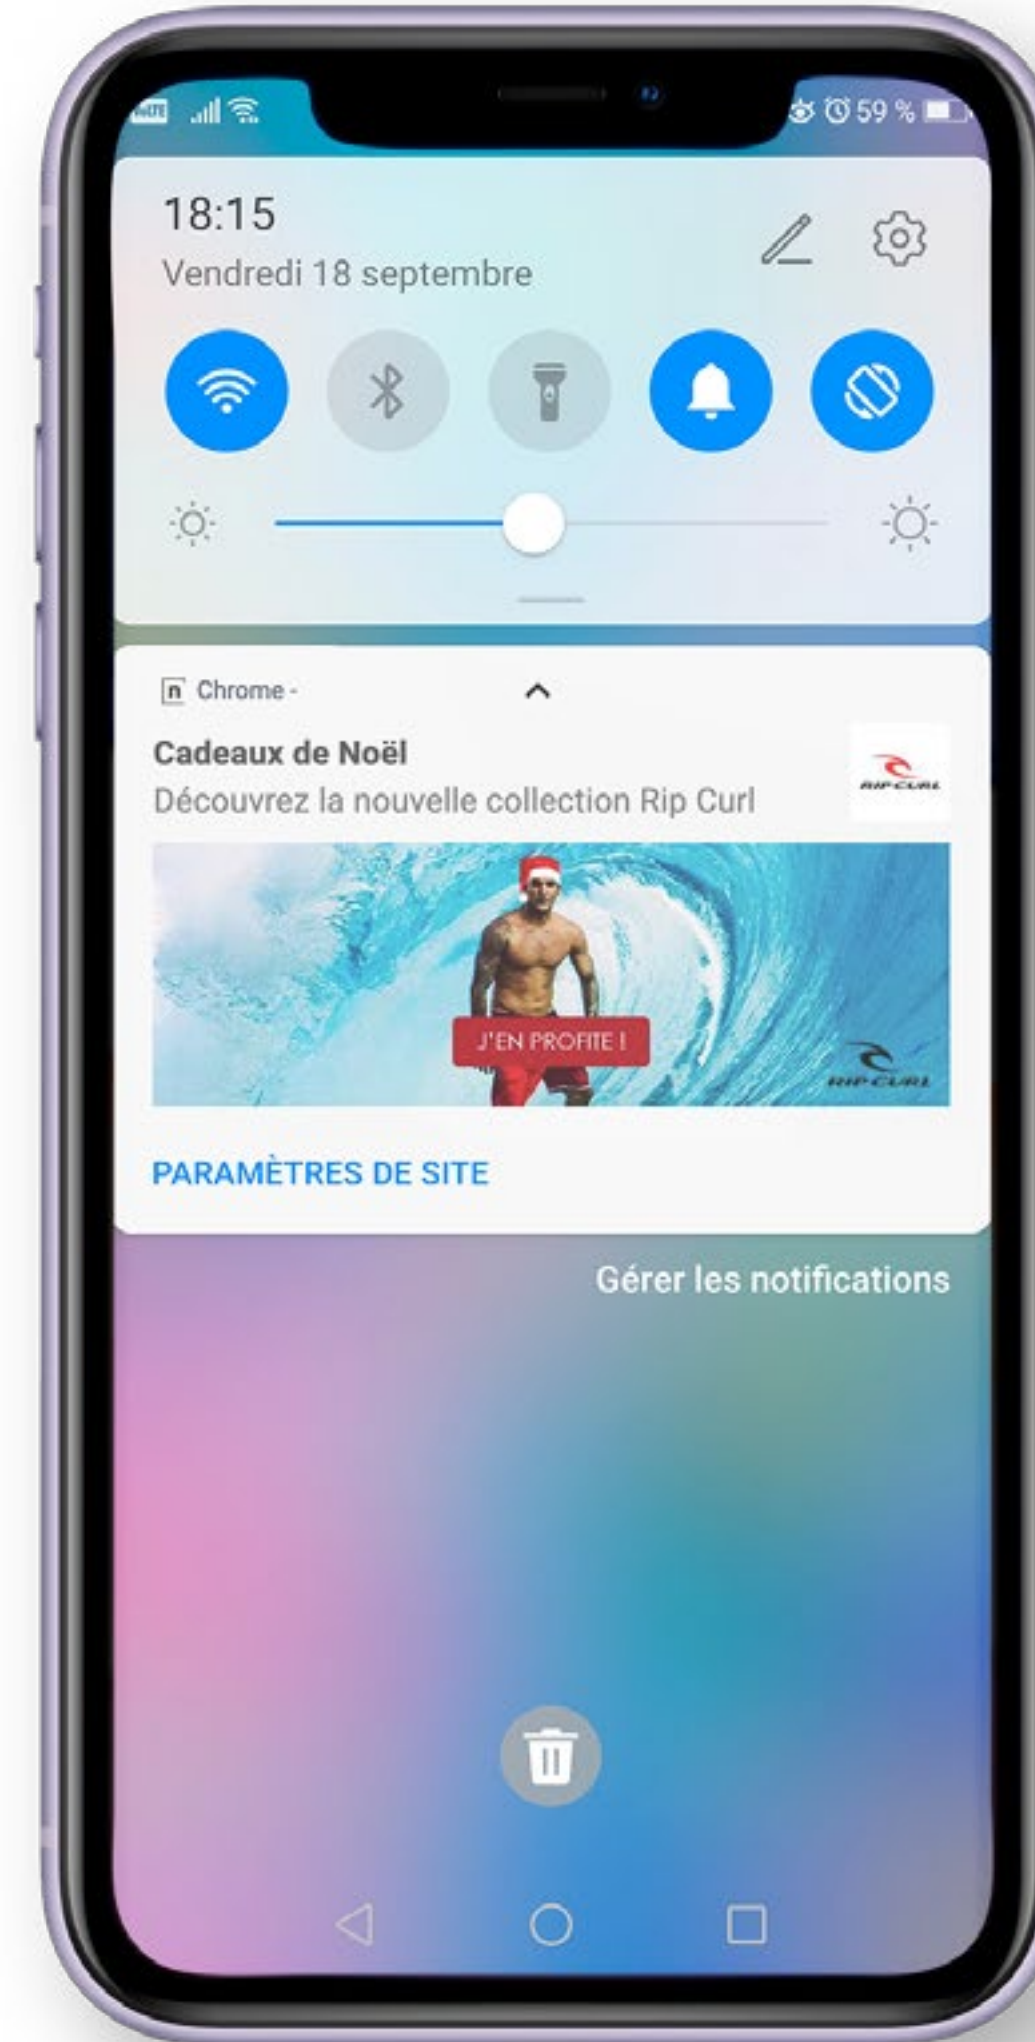 59 %
18:15
Vendredi 18 septembre
n Chrome -
Cadeaux de Noël
Découvrez la nouvelle collection Rip Curl
RIP CURL
J'EN PROFITE !
RIP CURL
PARAMÈTRES DE SITE
Gérer les notifications